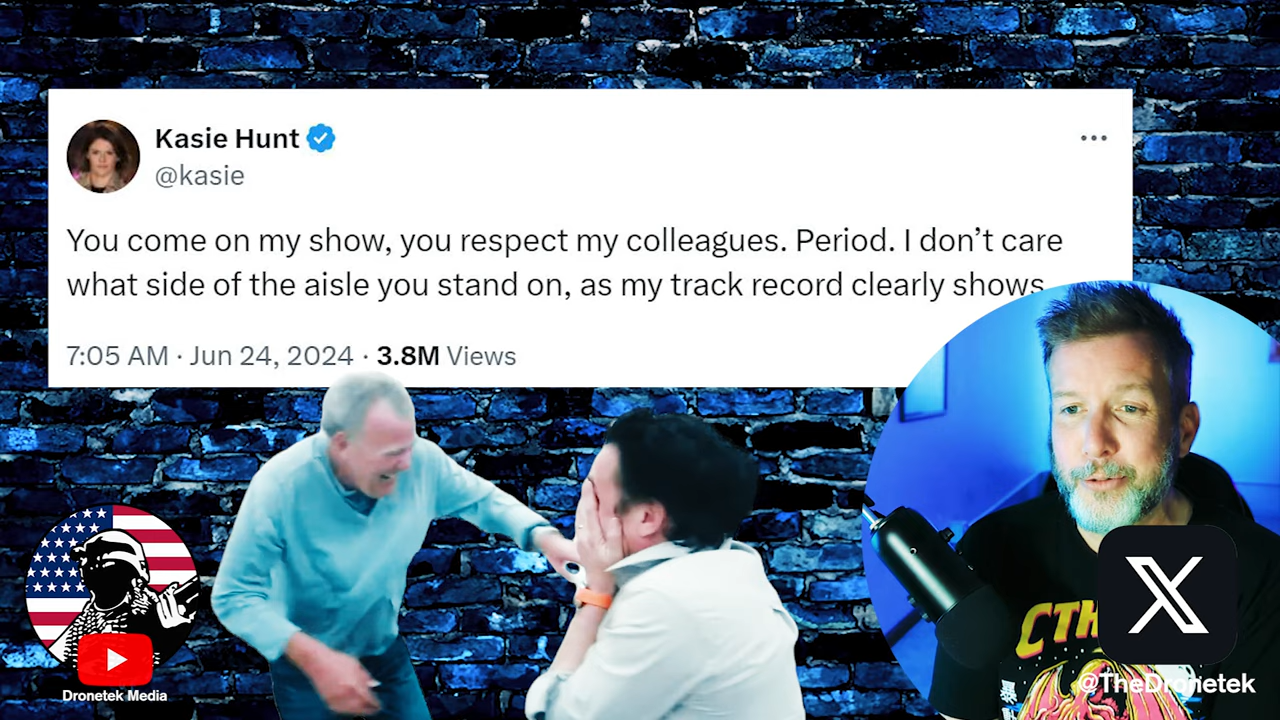 Kasie Hunt
@kasie
You come on my show, you respect my colleagues. Period. I don’t care
what side of the aisle you stand on, as my track record clearly shows
7:05 AM · Jun 24, 2024 · 3.8M Views
Dronetek Media
@TheDronetek